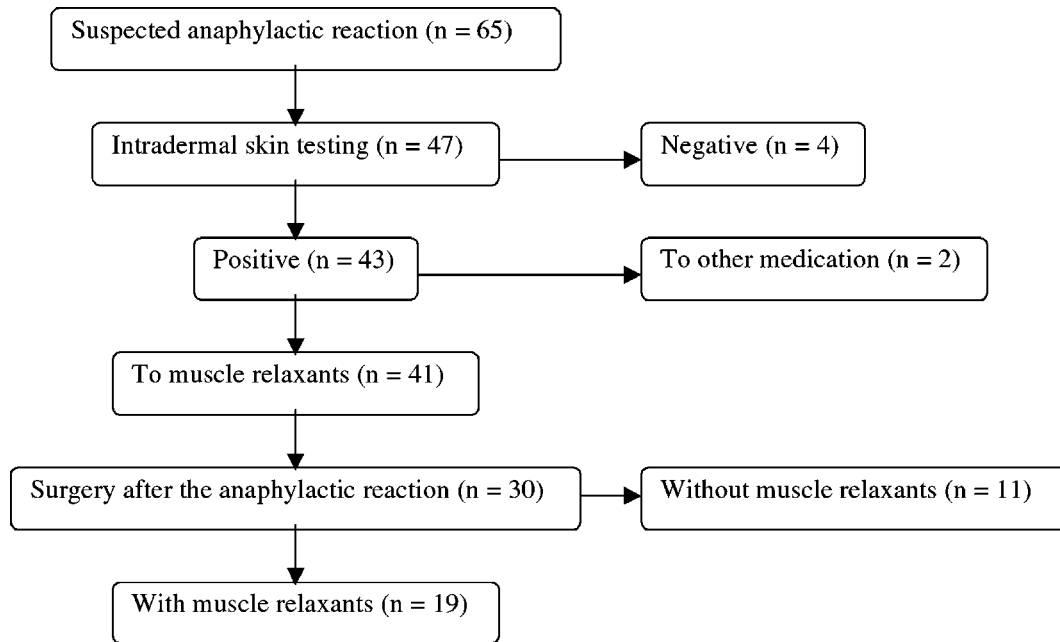 Suspected anaphylactic reaction (n = 65)
Intradermal skin testing (n = 47)
Negative (n = 4)
Positive (n = 43)
To other medication (n = 2)
To muscle relaxants (n = 41)
Surgery after the anaphylactic reaction (n = 30)
Without muscle relaxants (n = 11)
With muscle relaxants (n = 19)